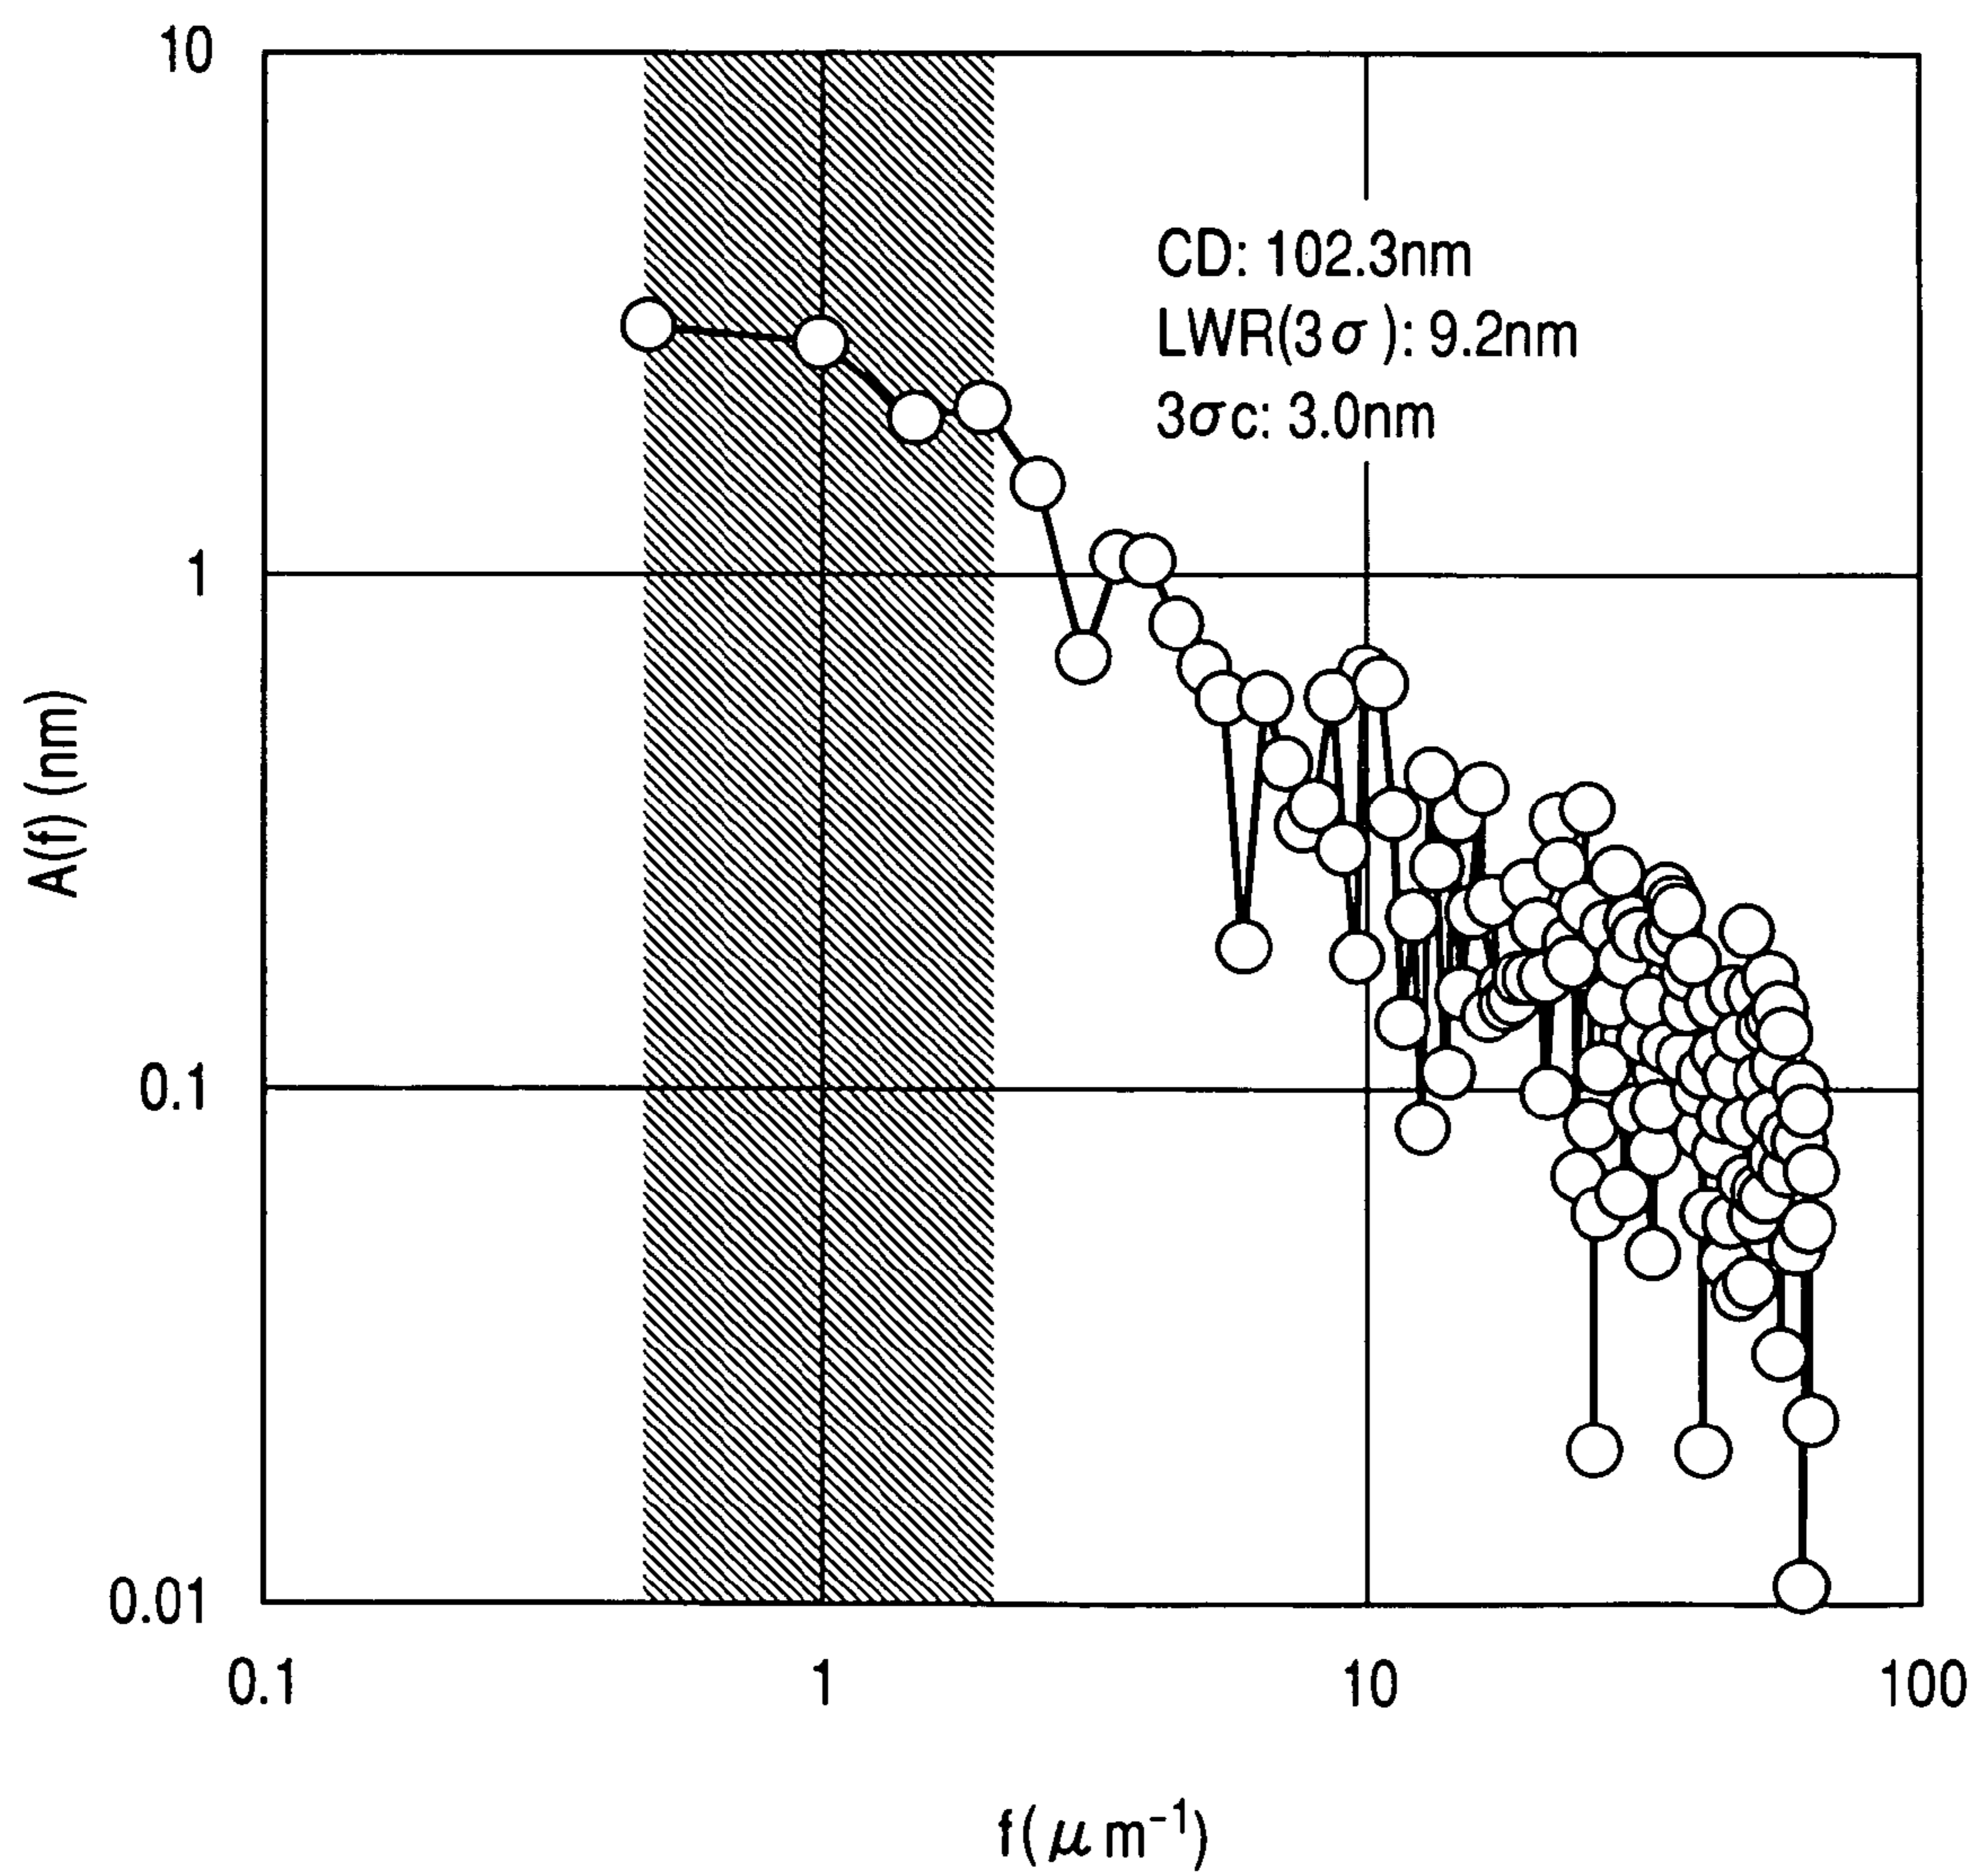 10
1
0.1
0.01
A(f) (nm)
CD: 102.3nm
LWR(3σ): 9.2nm
3σc: 3.0nm
0.1
1
10
100
f(μm⁻¹)